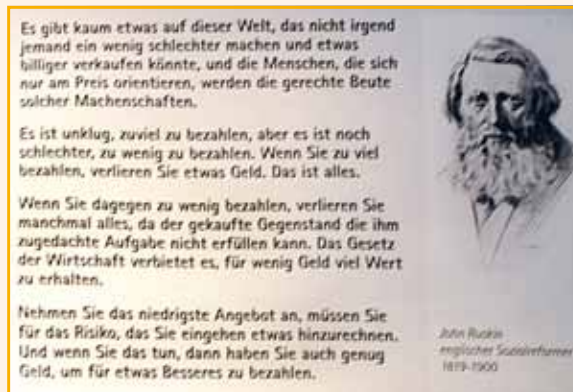 Es gibt kaum etwas auf dieser Welt, das nicht irgend
jemand ein wenig schlechter machen und etwas
billiger verkaufen könnte, und die Menschen, die sich
nur am Preis orientieren, werden die gerechte Beute
solcher Machenschaften.
Es ist unklug, zuviel zu bezahlen, aber es ist noch
schlechter, zu wenig zu bezahlen. Wenn Sie zu viel
bezahlen, verlieren Sie etwas Geld. Das ist alles.
Wenn Sie dagegen zu wenig bezahlen, verlieren Sie
manchmal alles, da der gekaufte Gegenstand die ihm
zugedachte Aufgabe nicht erfüllen kann. Das Gesetz
der Wirtschaft verbietet es, für wenig Geld viel Wert
zu erhalten.
Nehmen Sie das niedrigste Angebot an, müssen Sie
für das Risiko, das Sie eingehen etwas hinzurechnen.
Und wenn Sie das tun, dann haben Sie auch genug
Geld, um für etwas Besseres zu bezahlen.
John Ruskin
englischer Sozialreformer
1819-1900